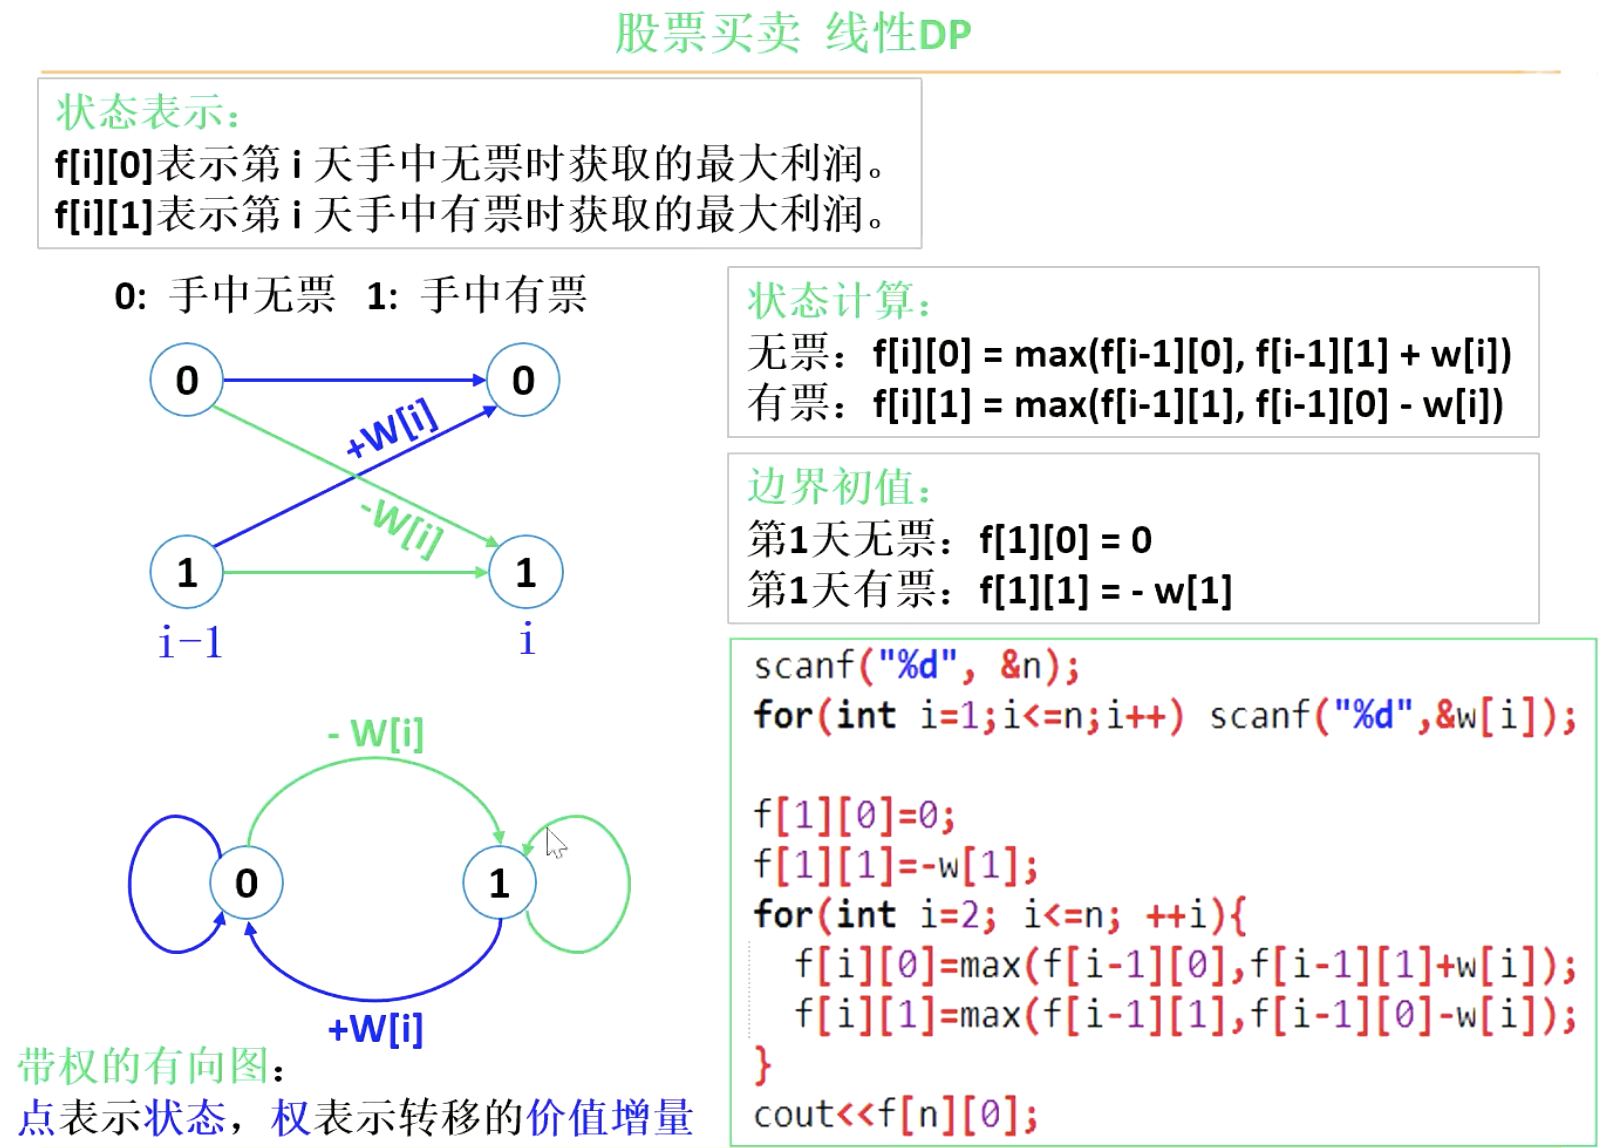 股票买卖 线性DP
状态表示：
f[i][0]表示第 i 天手中无票时获取的最大利润。
f[i][1]表示第 i 天手中有票时获取的最大利润。
0: 手中无票 1: 手中有票
0
0
+W[i]
-W[i]
1
1
i-1
i
- W[i]
0
1
+W[i]
带权的有向图：
点表示状态，权表示转移的价值增量
状态计算：
无票：f[i][0] = max(f[i-1][0], f[i-1][1] + w[i])
有票：f[i][1] = max(f[i-1][1], f[i-1][0] - w[i])
边界初值：
第1天无票：f[1][0] = 0
第1天有票：f[1][1] = - w[1]
scanf("%d", &n);
for(int i=1;i<=n;i++) scanf("%d",&w[i]);
f[1][0]=0;
f[1][1]=-w[1];
for(int i=2; i<=n; ++i){
f[i][0]=max(f[i-1][0],f[i-1][1]+w[i]);
f[i][1]=max(f[i-1][1],f[i-1][0]-w[i]);
}
cout<<f[n][0];